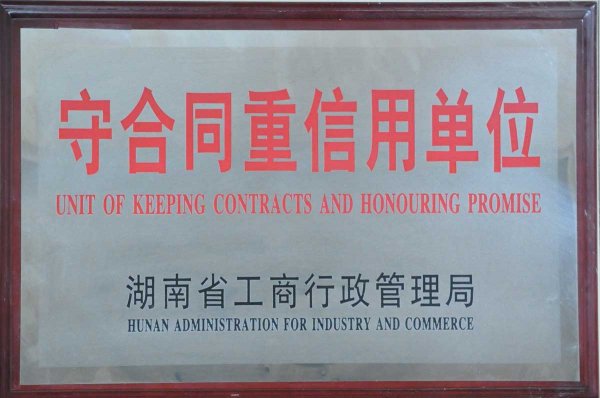 守合同重信用单位
UNIT OF KEEPING CONTRACTS AND HONOURING PROMISE
湖南省工商行政管理局
HUNAN ADMINISTRATION FOR INDUSTRY AND COMMERCE